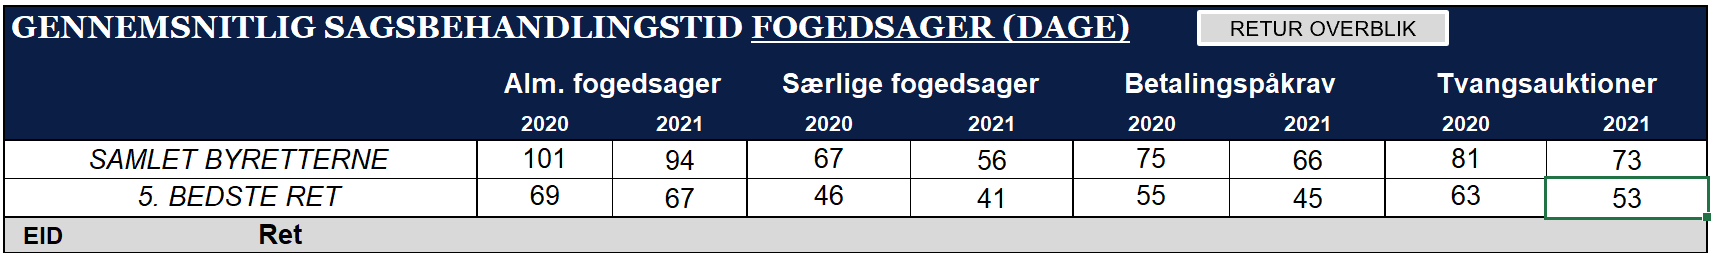 GENNEMSNITLIG SAGSBEHANDLINGSTID FOGEDSAGER (DAGE) RETUR OVERBLIK
Alm. fogedsager Særlige fogedsager Betalingspåkrav Tvangsauktioner
2020 2021 2020 2021 2020 2021 2020 2021
SAMLET BYRETTERNE 101 94 67 56 75 66 81 73
5. BEDSTE RET 69 67 46 41 55 45 63 53
EID Ret